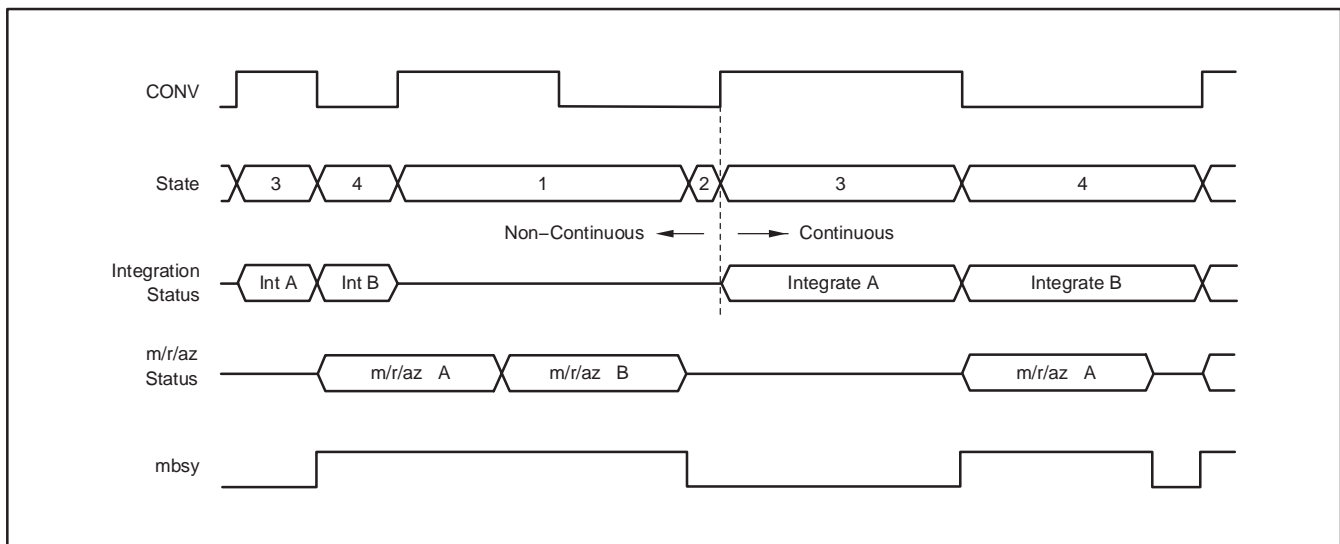 CONV
State
3
4
1
2
3
4
Non−Continuous
Continuous
Integration
Status
Int A
Int B
Integrate A
Integrate B
m/r/az
Status
m/r/az A
m/r/az B
m/r/az A
mbsy